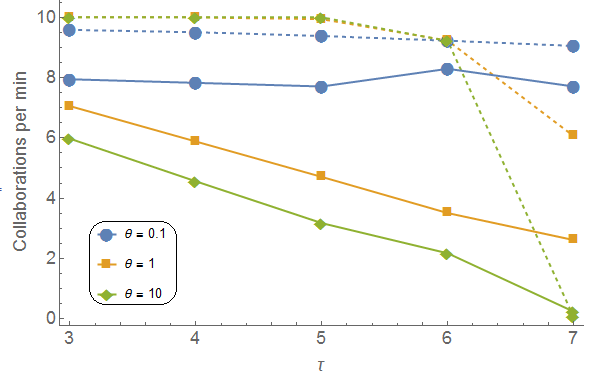 Collaborations per min
10
8
6
4
2
0
θ = 0.1
θ = 1
θ = 10
3 4 5 6 7
τ